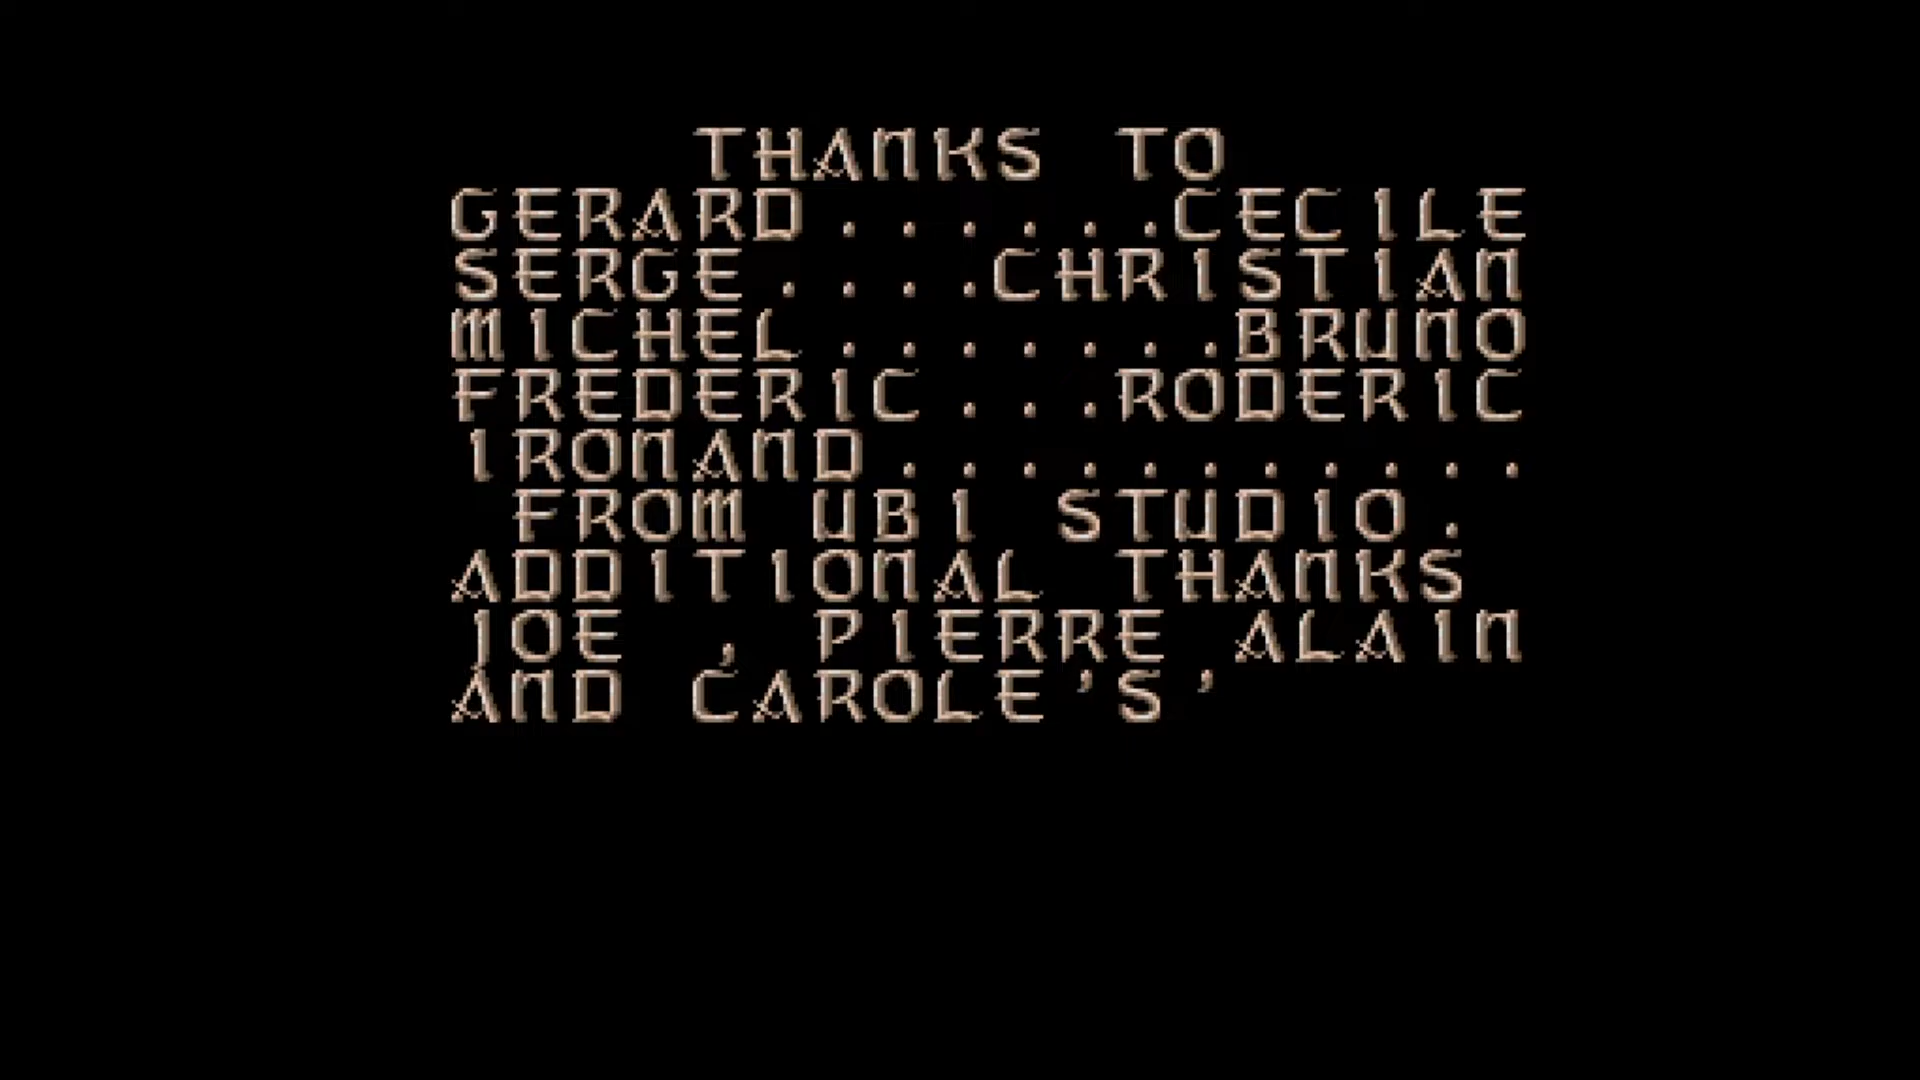 THANKS TO
GERARD......CECILE
SERGE....CHRISTIAN
MICHEL.......BRUNO
FREDERIC...RODERIC
IRONAND...........
FROM UBI STUDIO.
ADDITIONAL THANKS
JOE , PIERRE ALAIN
AND CAROLE'S'